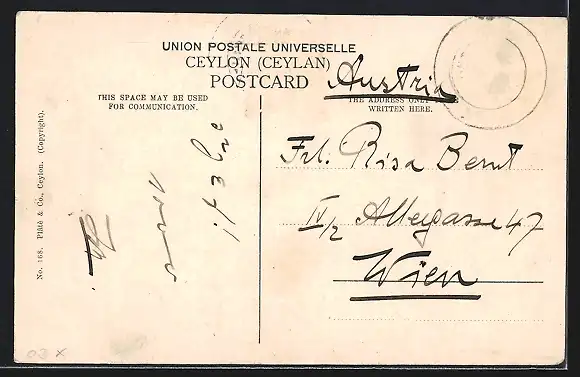 UNION POSTALE UNIVERSELLE
CEYLON (CEYLAN)
POSTCARD
Austria
THIS SPACE MAY BE USED
FOR COMMUNICATION.
THE ADDRESS ONLY
WRITTEN HERE.
Frl. Risa Bernt
IV/2 Alleegasse 47
Wien
No. 168. Plâté & Co., Ceylon. (Copyright).
03 x